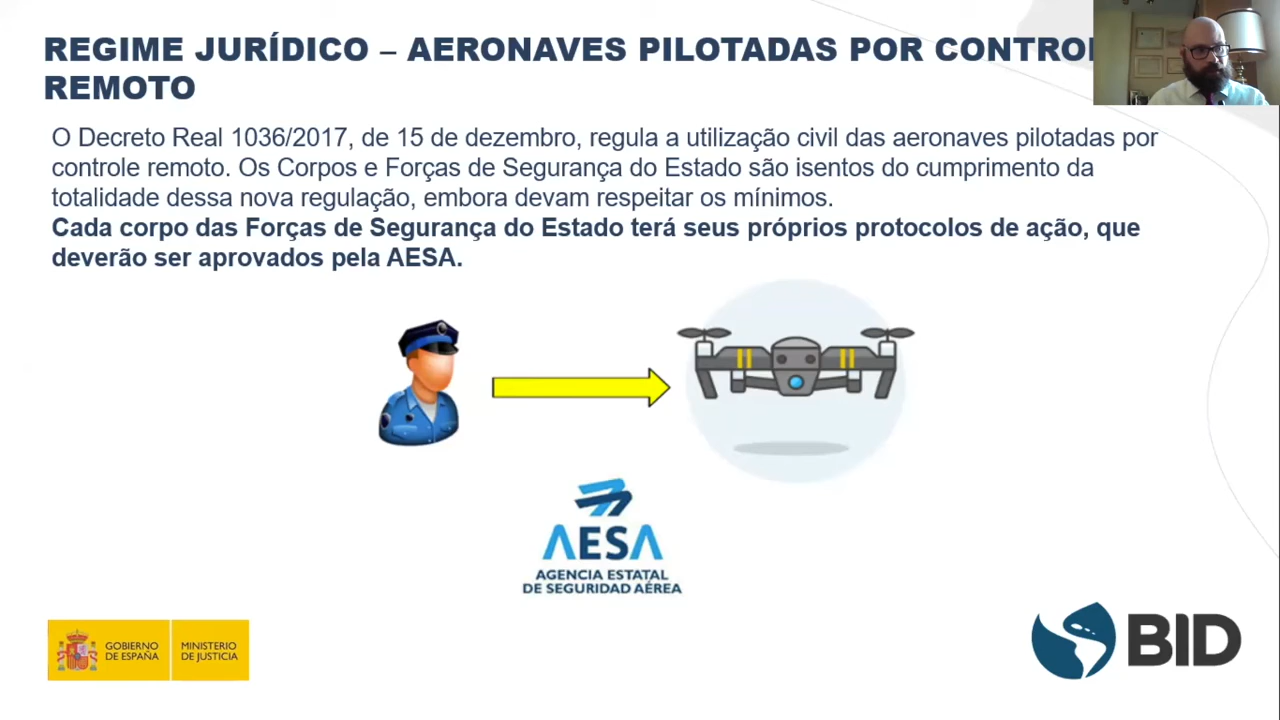 REGIME JURÍDICO – AERONAVES PILOTADAS POR CONTROL
REMOTO
O Decreto Real 1036/2017, de 15 de dezembro, regula a utilização civil das aeronaves pilotadas por
controle remoto. Os Corpos e Forças de Segurança do Estado são isentos do cumprimento da
totalidade dessa nova regulação, embora devam respeitar os mínimos.
Cada corpo das Forças de Segurança do Estado terá seus próprios protocolos de ação, que
deverão ser aprovados pela AESA.
AESA
AGENCIA ESTATAL
DE SEGURIDAD AÉREA
GOBIERNO
DE ESPAÑA
MINISTERIO
DE JUSTICIA
BID